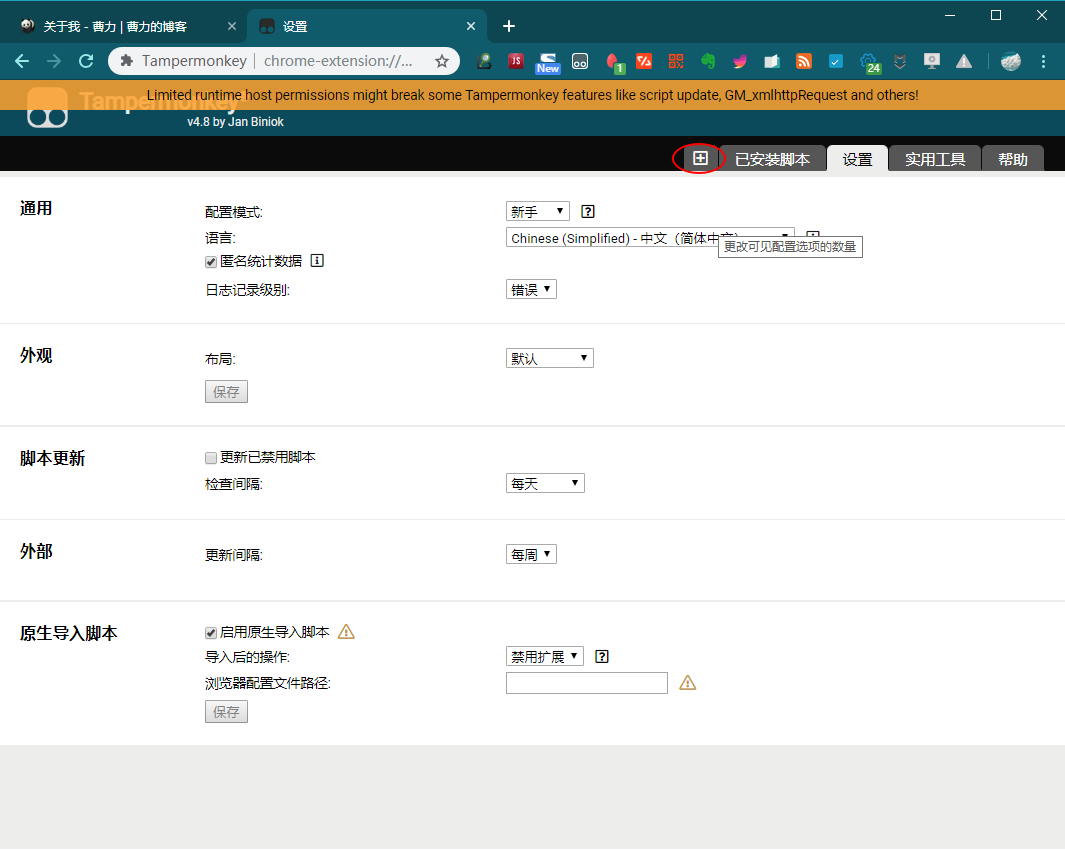 关于我 - 曹力 | 曹力的博客
设置
Tampermonkey
chrome-extension://...
JS
New
1
24
Limited runtime host permissions might break some Tampermonkey features like script update, GM_xmlhttpRequest and others!
Tampermonkey
v4.8 by Jan Biniok
已安装脚本
设置
实用工具
帮助
通用
配置模式:
新手
语言:
Chinese (Simplified) - 中文（简体中文）
更改可见配置选项的数量
匿名统计数据
日志记录级别:
错误
外观
布局:
默认
保存
脚本更新
更新已禁用脚本
检查间隔:
每天
外部
更新间隔:
每周
原生导入脚本
启用原生导入脚本
导入后的操作:
禁用扩展
浏览器配置文件路径:
保存